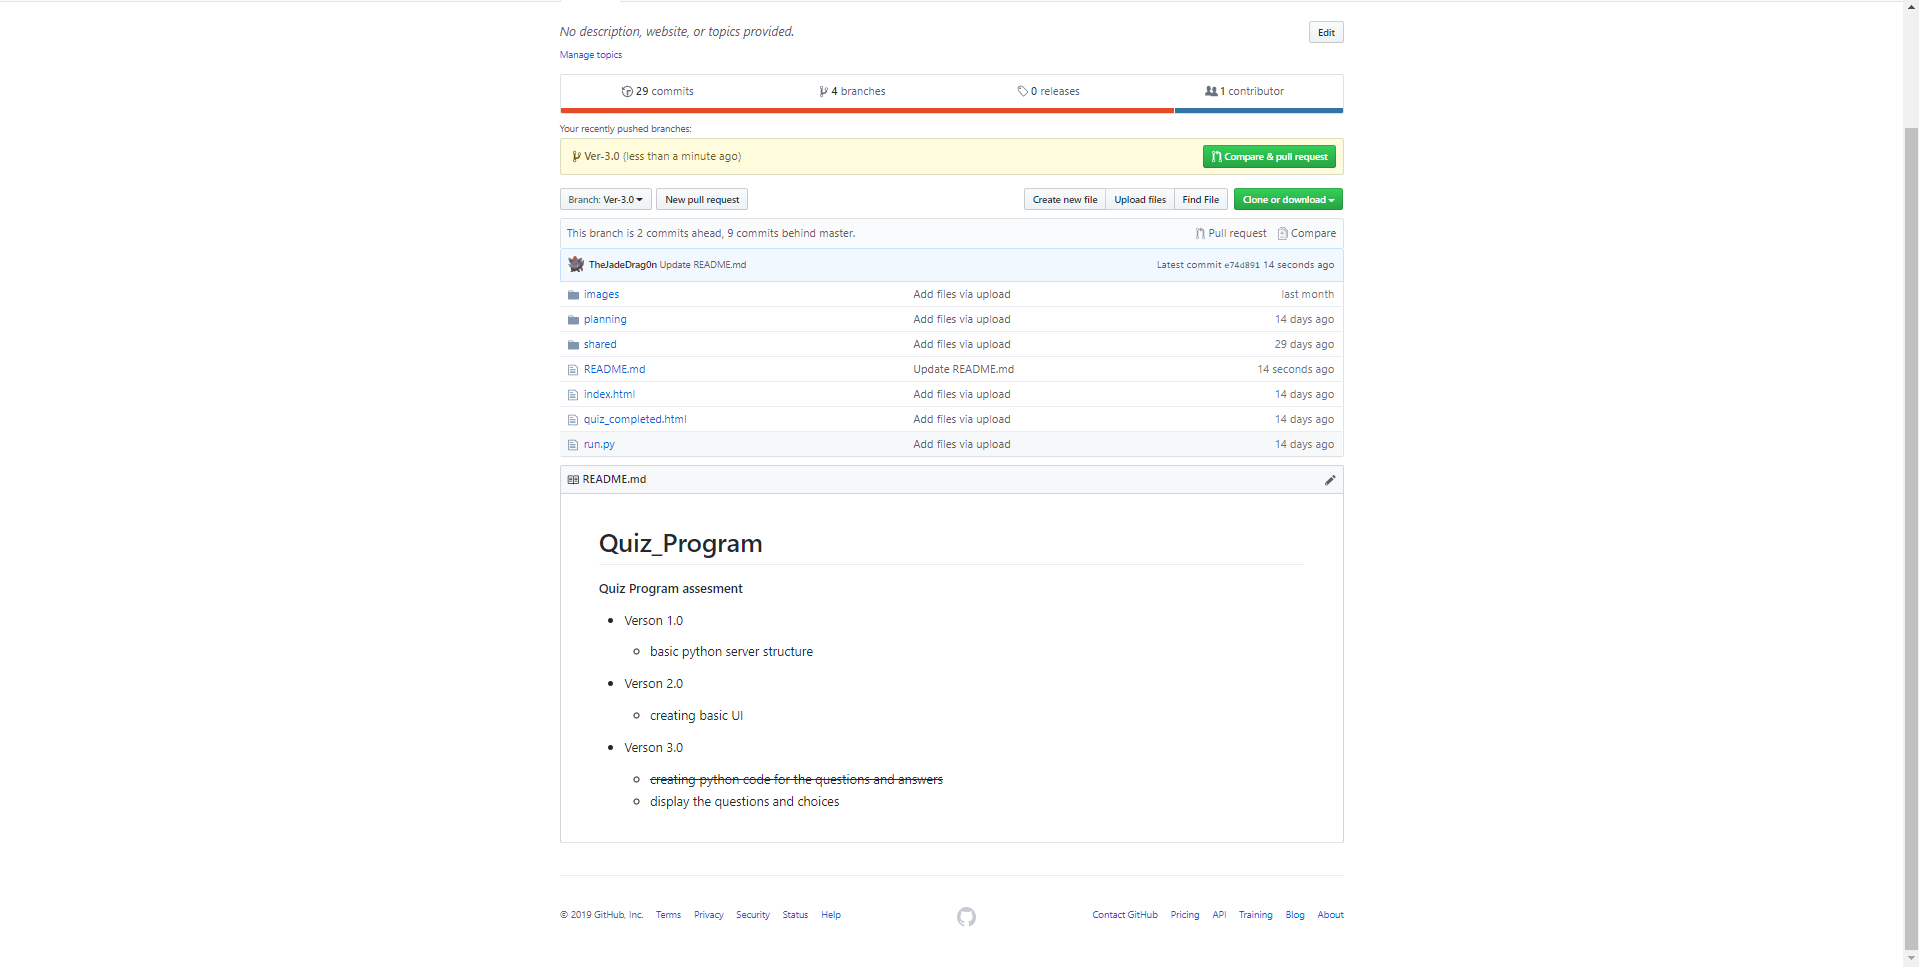 No description, website, or topics provided.
Edit
Manage topics
29 commits
4 branches
0 releases
1 contributor
Your recently pushed branches:
Ver-3.0 (less than a minute ago)
Compare & pull request
Branch: Ver-3.0
New pull request
Create new file
Upload files
Find File
Clone or download
This branch is 2 commits ahead, 9 commits behind master.
Pull request
Compare
TheJadeDrag0n Update README.md
Latest commit e74d891 14 seconds ago
images
Add files via upload
last month
planning
Add files via upload
14 days ago
shared
Add files via upload
29 days ago
README.md
Update README.md
14 seconds ago
index.html
Add files via upload
14 days ago
quiz_completed.html
Add files via upload
14 days ago
run.py
Add files via upload
14 days ago
README.md
Quiz_Program
Quiz Program assesment
Verson 1.0
basic python server structure
Verson 2.0
creating basic UI
Verson 3.0
creating python code for the questions and answers
display the questions and choices
© 2019 GitHub, Inc.
Terms
Privacy
Security
Status
Help
Contact GitHub
Pricing
API
Training
Blog
About